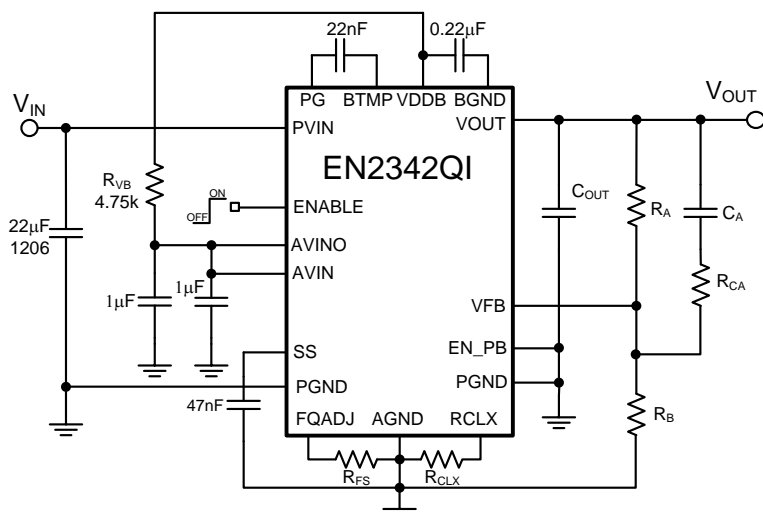 22nF
0.22µF
PG
BTMP
VDDB
BGND
VIN
VOUT
PVIN
VOUT
EN2342QI
RVB
4.75k
COUT
RA
CA
ON
OFF
ENABLE
22µF
1206
AVINO
AVIN
RCA
1µF
1µF
VFB
SS
EN_PB
PGND
PGND
47nF
FQADJ
AGND
RCLX
RB
RFS
RCLX